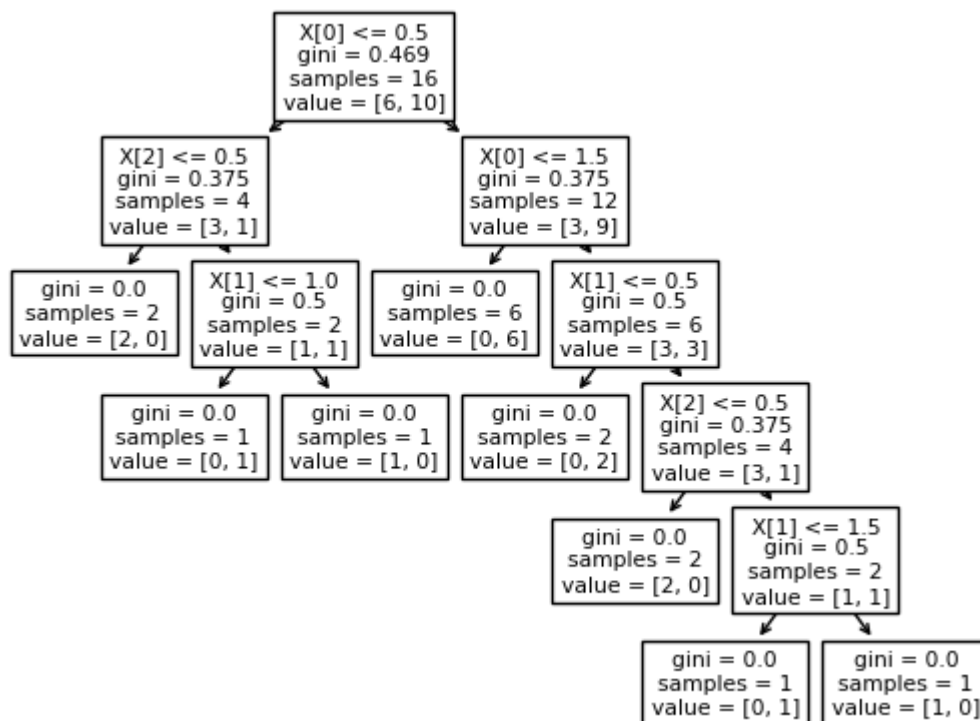 X[0] <= 0.5
gini = 0.469
samples = 16
value = [6, 10]
X[2] <= 0.5
gini = 0.375
samples = 4
value = [3, 1]
X[0] <= 1.5
gini = 0.375
samples = 12
value = [3, 9]
gini = 0.0
samples = 2
value = [2, 0]
X[1] <= 1.0
gini = 0.5
samples = 2
value = [1, 1]
gini = 0.0
samples = 6
value = [0, 6]
X[1] <= 0.5
gini = 0.5
samples = 6
value = [3, 3]
gini = 0.0
samples = 1
value = [0, 1]
gini = 0.0
samples = 1
value = [1, 0]
gini = 0.0
samples = 2
value = [0, 2]
X[2] <= 0.5
gini = 0.375
samples = 4
value = [3, 1]
gini = 0.0
samples = 2
value = [2, 0]
X[1] <= 1.5
gini = 0.5
samples = 2
value = [1, 1]
gini = 0.0
samples = 1
value = [0, 1]
gini = 0.0
samples = 1
value = [1, 0]